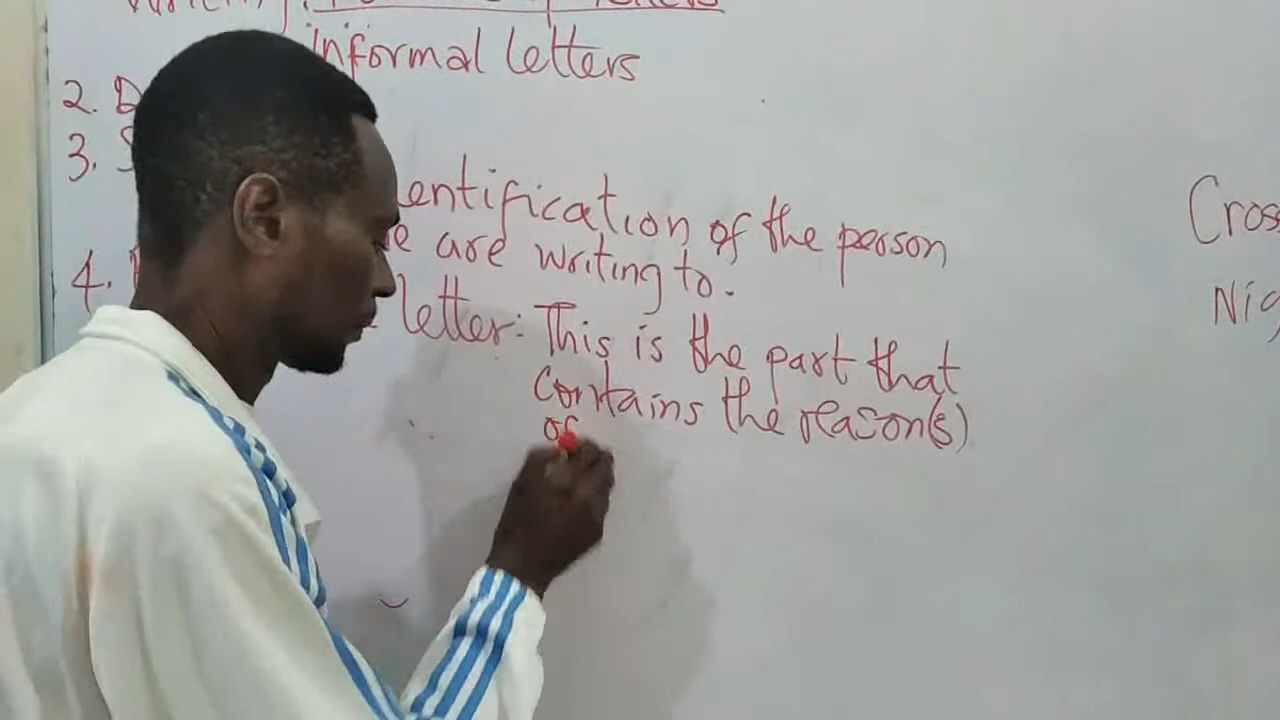 informal letters
2. D
3. S
entification of the person
e are writing to.
4.
letter: This is the part that
contains the reason(s)
of
Cros
Nig